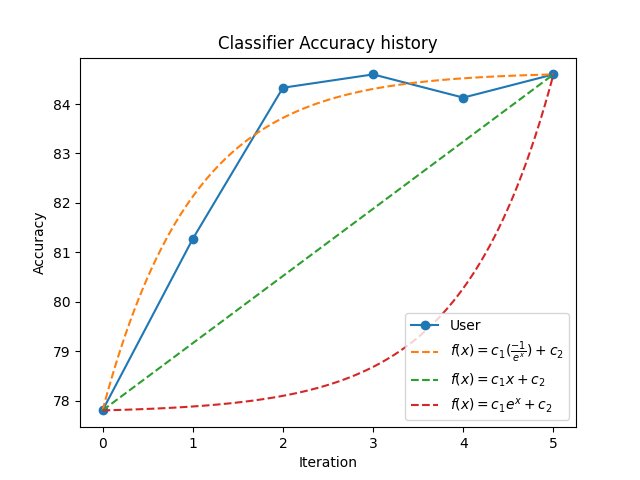 Classifier Accuracy history
Accuracy
84
83
82
81
80
79
78
0 1 2 3 4 5
Iteration
User
f(x) = c₁(−1/eˣ) + c₂
f(x) = c₁x + c₂
f(x) = c₁eˣ + c₂